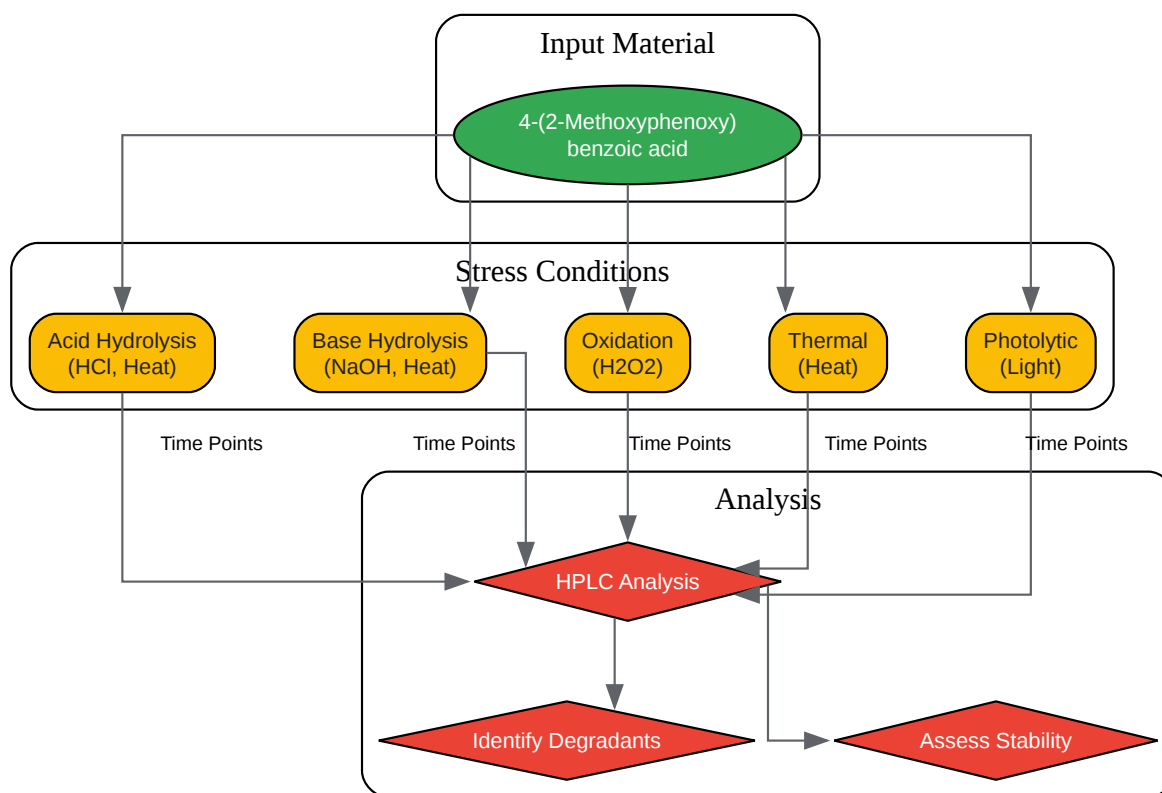 Input Material
4-(2-Methoxyphenoxy)
benzoic acid
Stress Conditions
Acid Hydrolysis
(HCl, Heat)
Base Hydrolysis
(NaOH, Heat)
Oxidation
(H2O2)
Thermal
(Heat)
Photolytic
(Light)
Time Points
Time Points
Time Points
Time Points
Time Points
Analysis
HPLC Analysis
Identify Degradants
Assess Stability